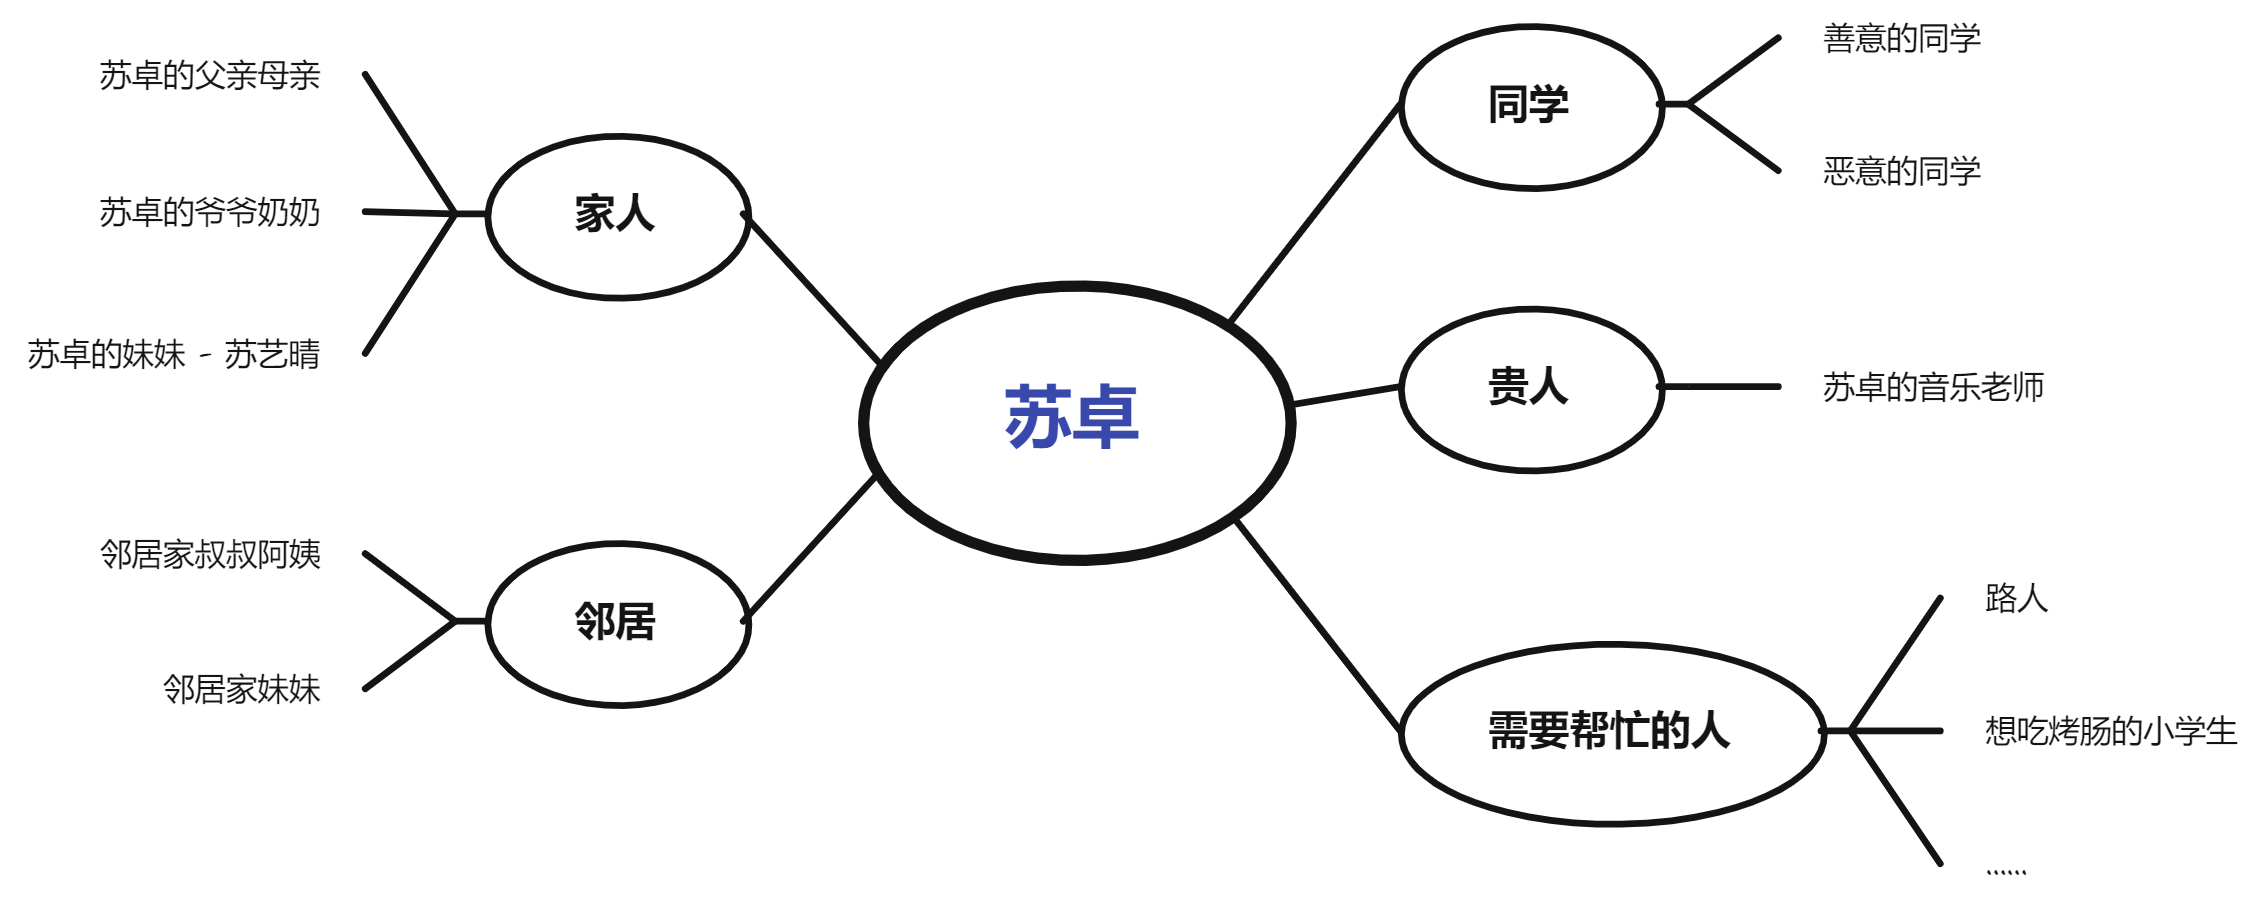 苏卓
家人
苏卓的父亲母亲
苏卓的爷爷奶奶
苏卓的妹妹 - 苏艺晴
邻居
邻居家叔叔阿姨
邻居家妹妹
同学
善意的同学
恶意的同学
贵人
苏卓的音乐老师
需要帮忙的人
路人
想吃烤肠的小学生
……